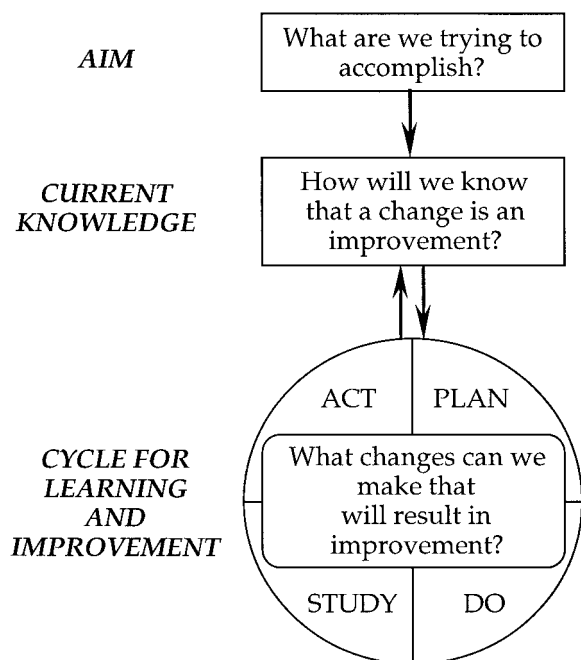 AIM
What are we trying to
accomplish?
CURRENT
KNOWLEDGE
How will we know
that a change is an
improvement?
ACT
PLAN
CYCLE FOR
LEARNING
AND
IMPROVEMENT
What changes can we
make that
will result in
improvement?
STUDY
DO